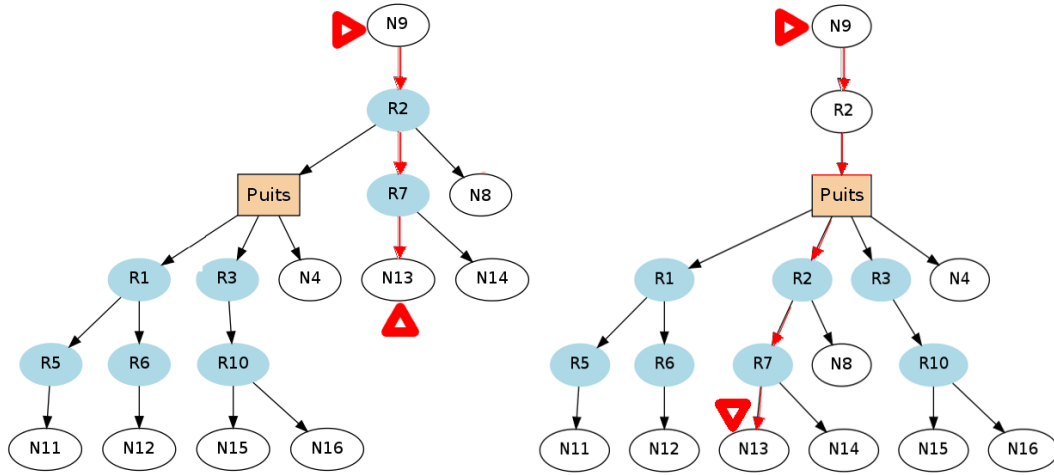 N9 N9
R2 R2
Puits R7 N8 Puits
R1 R3 N4 N13 N14 R1 R2 R3 N4
R5 R6 R10 R5 R6 R7 N8 R10
N11 N12 N15 N16 N11 N12 N13 N14 N15 N16